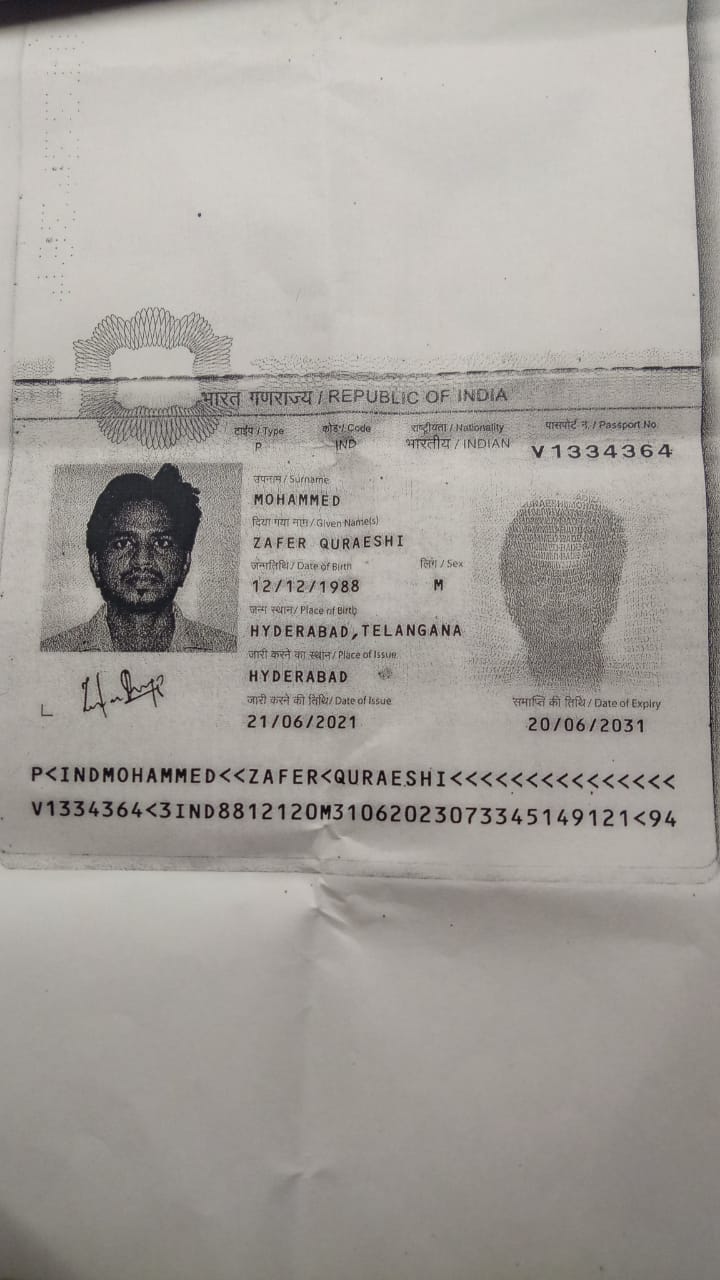 भारत गणराज्य / REPUBLIC OF INDIA
टाईप / Type
कोड / Code
राष्ट्रीयता / Nationality
पासपोर्ट न. / Passport No.
P
IND
भारतीय / INDIAN
V1334364
उपनाम / Surname
MOHAMMED
दिया गया नाम / Given Name(s)
ZAFER QURAESHI
जन्मतिथि / Date of Birth
लिंग / Sex
12/12/1988
M
जन्म स्थान / Place of Birth
HYDERABAD,TELANGANA
जारी करने का स्थान / Place of Issue
HYDERABAD
जारी करने की तिथि / Date of Issue
समाप्ति की तिथि / Date of Expiry
21/06/2021
20/06/2031
P<INDMOHAMMED<<ZAFER<QURAESHI<<<<<<<<<<<<<<<
V1334364<3IND8812120M31062023073345149121<94